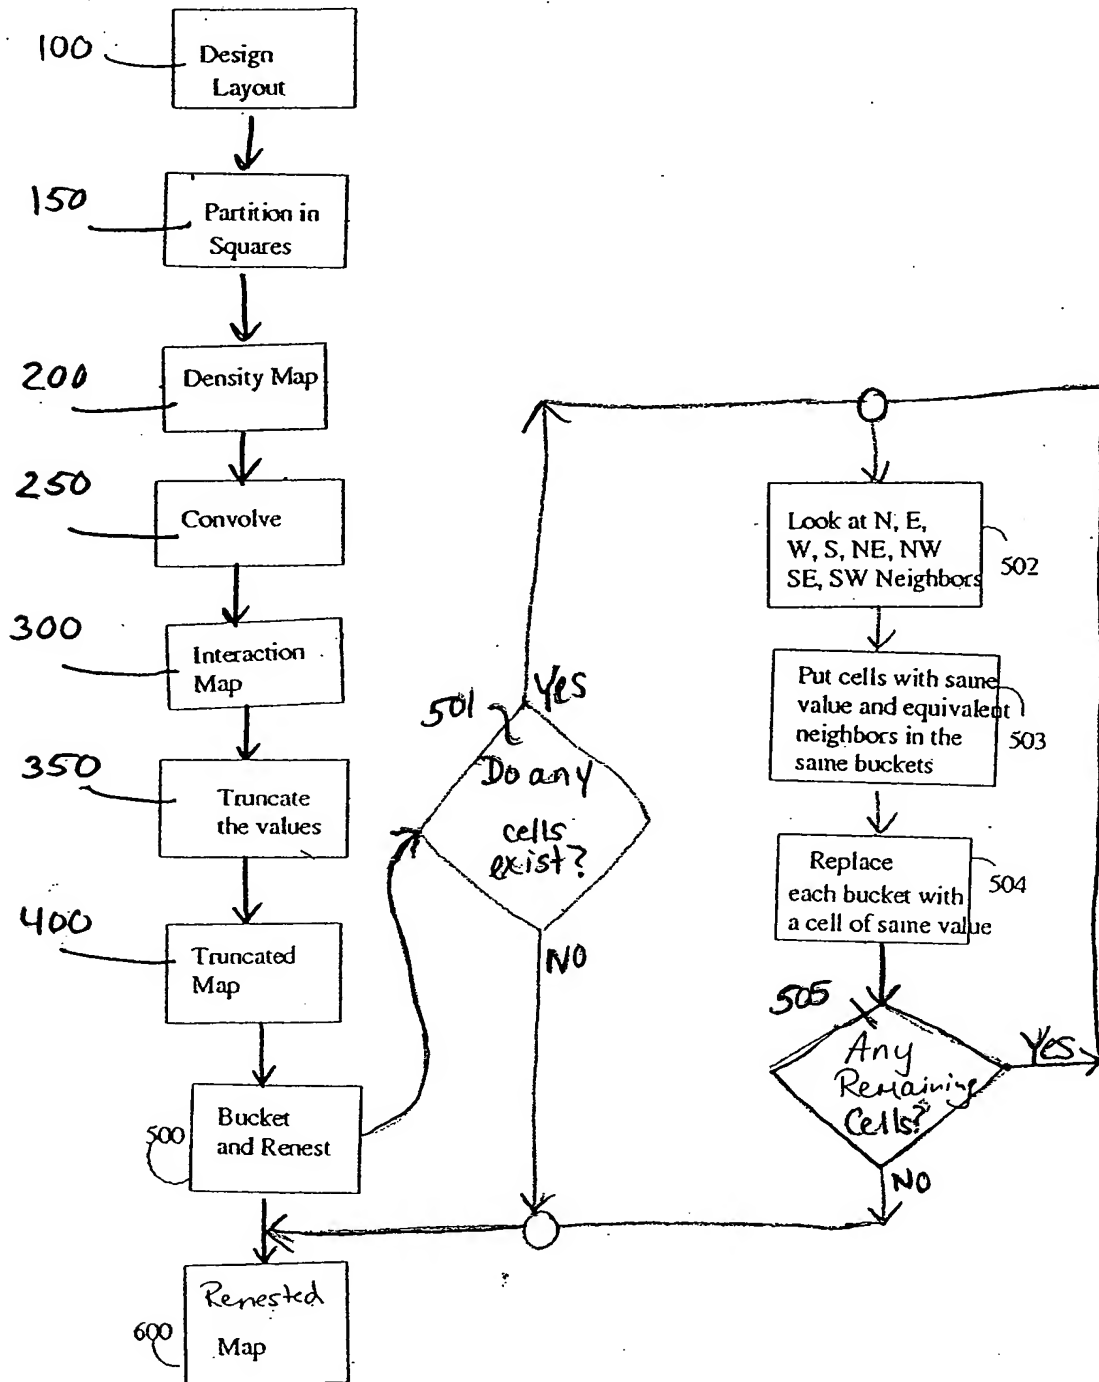 100
Design
Layout
150
Partition in
Squares
200
Density Map
250
Convolve
300
Interaction
Map
350
Truncate
the values
400
Truncated
Map
500
Bucket
and Renest
600
Renested
Map
501
Yes
Do any
cells
exist?
NO
Look at N, E,
W, S, NE, NW
SE, SW Neighbors
502
Put cells with same
value and equivalent
neighbors in the
same buckets
503
Replace
each bucket with
a cell of same value
504
505
Any
Remaining
Cells?
Yes
NO